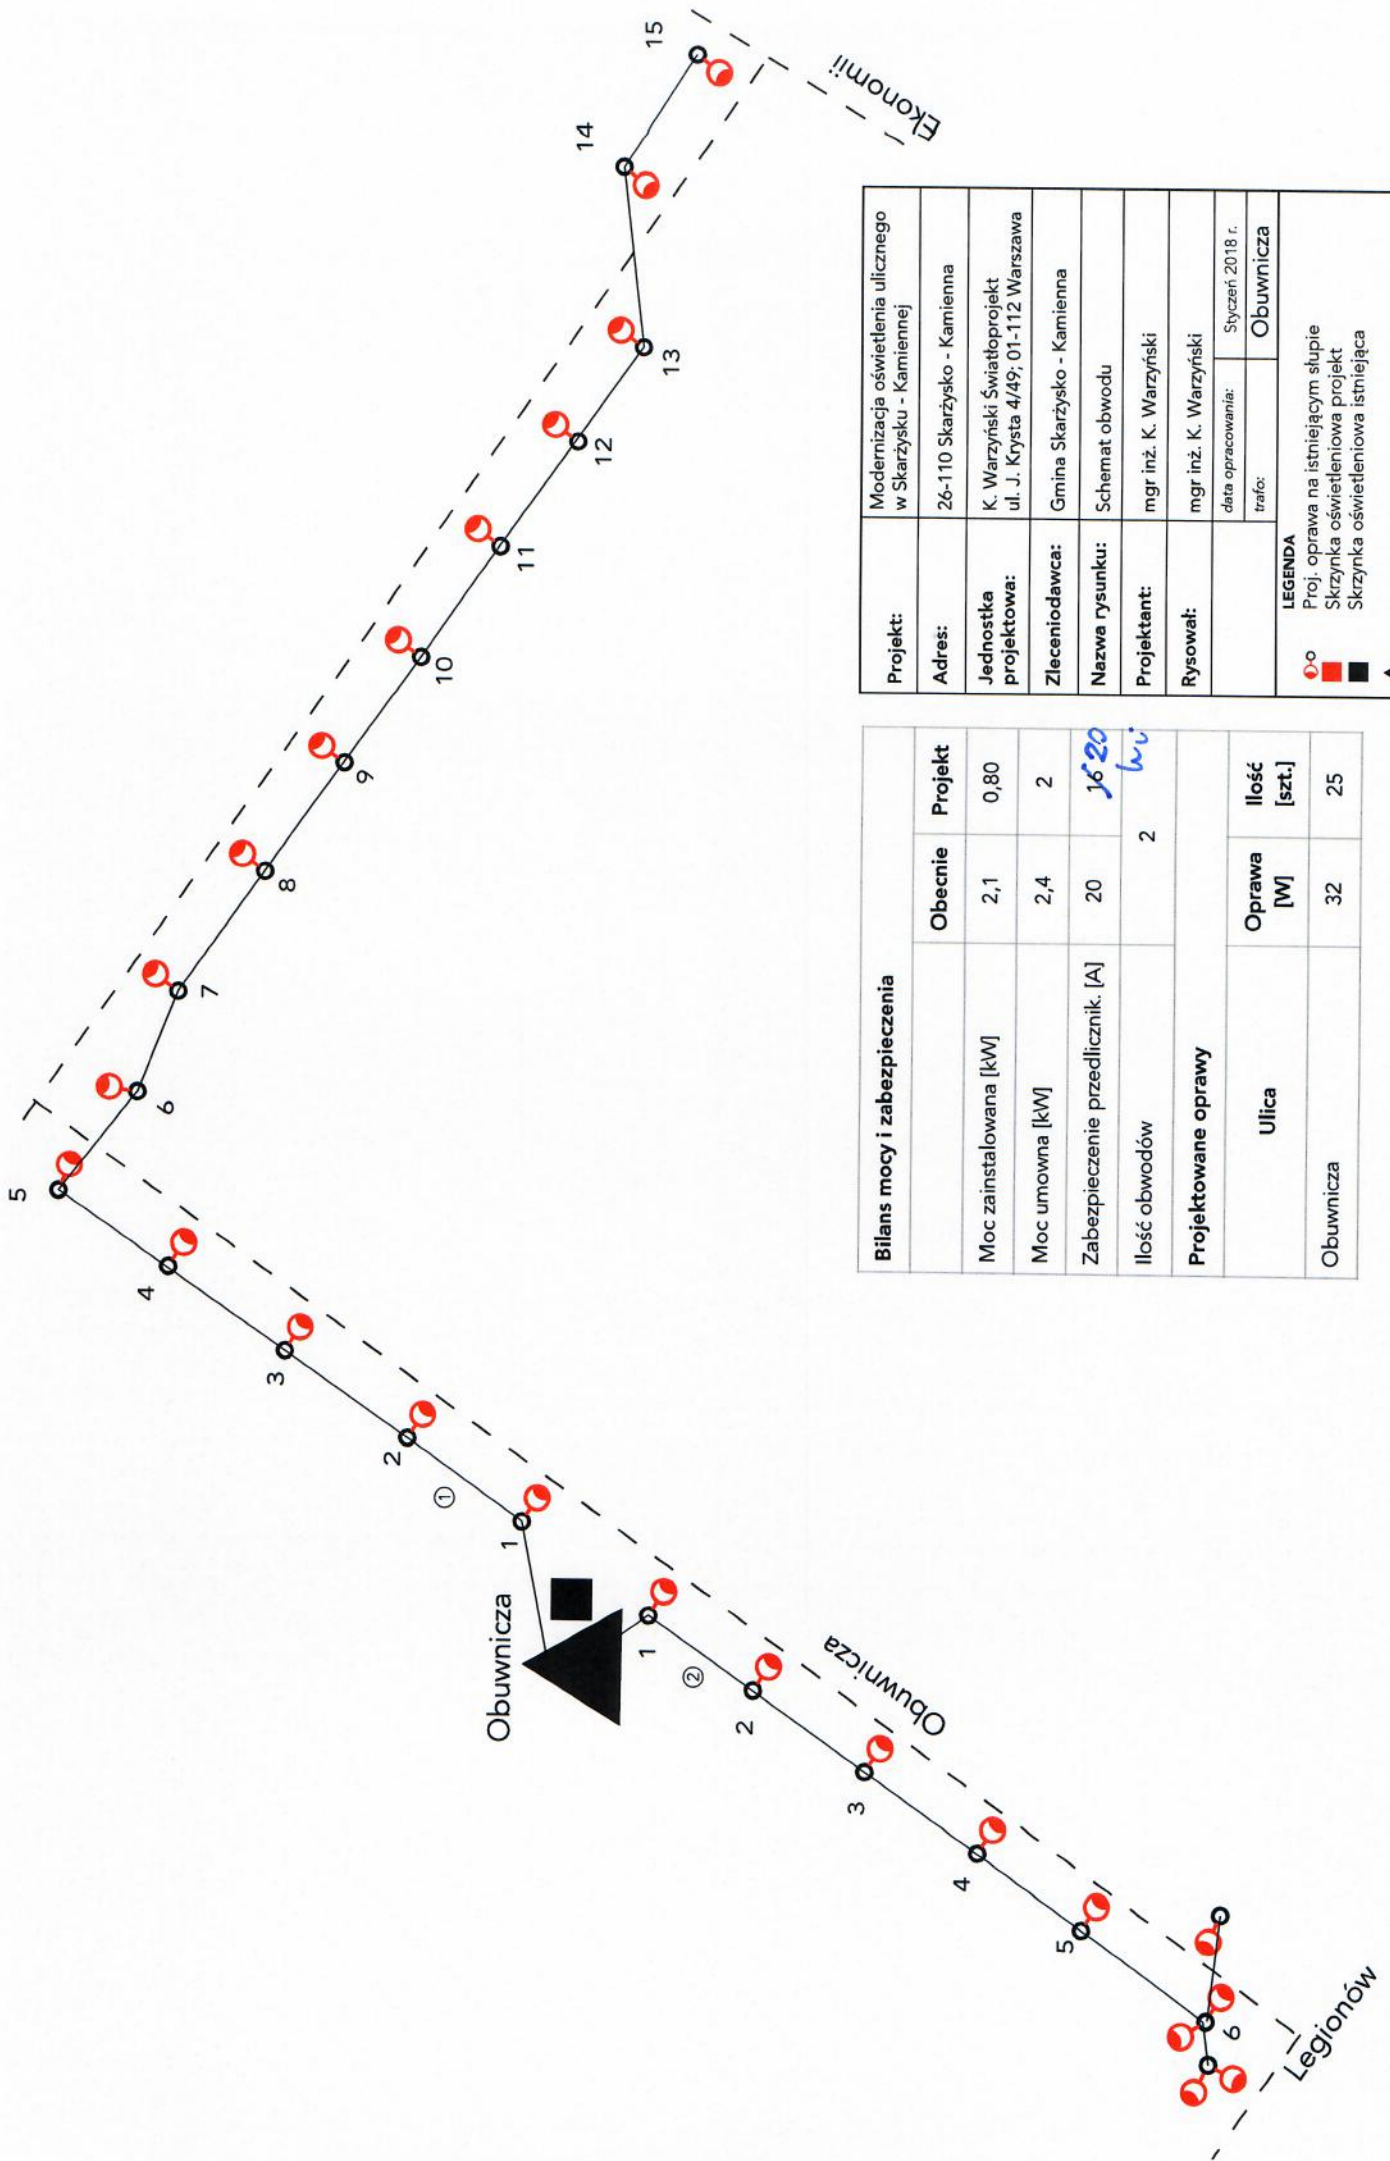 15
14
Ekonomii
13
12
11
10
9
8
7
6
5
4
3
2
①
1
Obuwnicza
1
②
2
Obuwnicza
3
4
5
6
Legionów
Bilans mocy i zabezpieczenia
Obecnie Projekt
Moc zainstalowana [kW] 2,1 0,80
Moc umowna [kW] 2,4 2
Zabezpieczenie przedlicznik. [A] 20 16 20
Ilość obwodów 2
Projektowane oprawy
Ulica Oprawa [W] Ilość [szt.]
Obuwnicza 32 25
Projekt: Modernizacja oświetlenia ulicznego
w Skarżysku - Kamiennej
Adres: 26-110 Skarżysko - Kamienna
Jednostka projektowa: K. Warzyński Światłoprojekt
ul. J. Krysta 4/49; 01-112 Warszawa
Zleceniodawca: Gmina Skarżysko - Kamienna
Nazwa rysunku: Schemat obwodu
Projektant: mgr inż. K. Warzyński
Rysował: mgr inż. K. Warzyński
data opracowania: Styczeń 2018 r.
trafo: Obuwnicza
LEGENDA
Proj. oprawa na istniejącym słupie
Skrzynka oświetleniowa projekt
Skrzynka oświetleniowa istniejąca